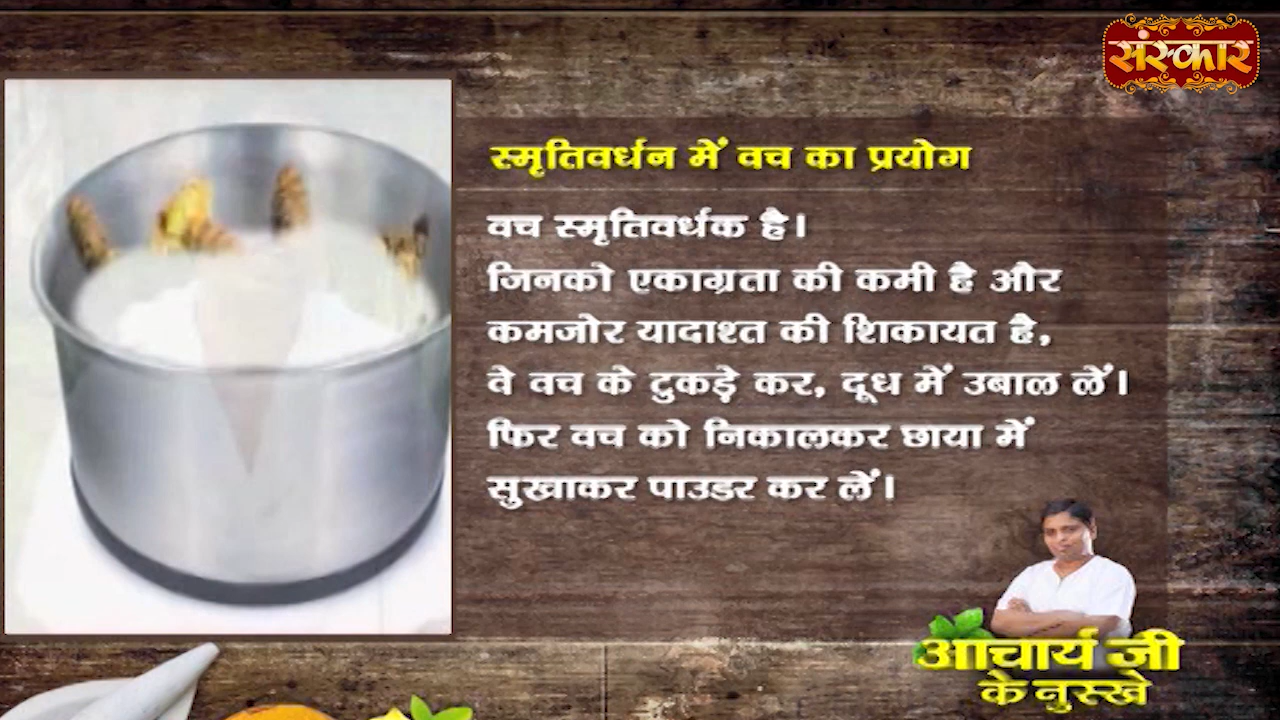 संस्कार
स्मृतिवर्धन में वच का प्रयोग
वच स्मृतिवर्धक है।
जिनको एकाग्रता की कमी है और
कमजोर यादाश्त की शिकायत है,
वे वच के टुकड़े कर, दूध में उबाल लें।
फिर वच को निकालकर छाया में
सुखाकर पाउडर कर लें।
आचार्य जी
के नुस्खे